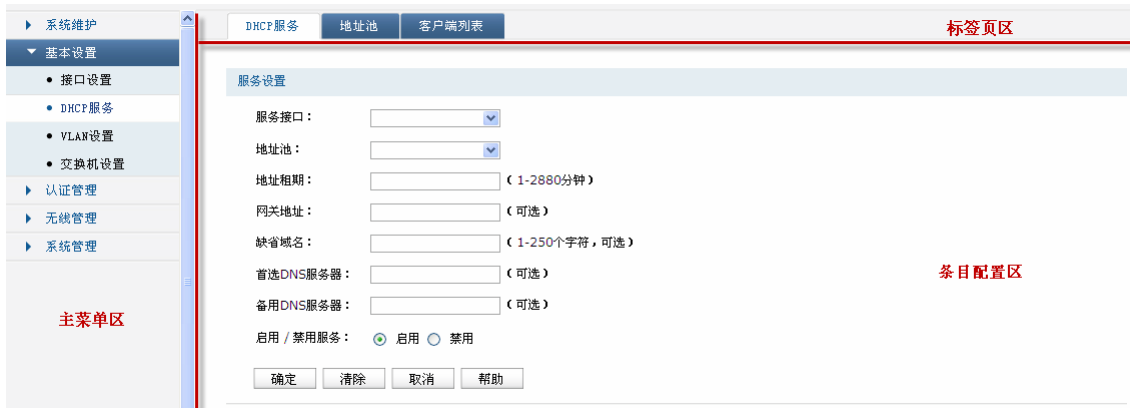 系统维护
基本设置
接口设置
DHCP服务
VLAN设置
交换机设置
认证管理
无线管理
系统管理
主菜单区
DHCP服务 地址池 客户端列表
标签页区
服务设置
服务接口：
地址池：
地址租期： （1-2880分钟）
网关地址： （可选）
缺省域名： （1-250个字符，可选）
首选DNS服务器： （可选）
备用DNS服务器： （可选）
启用 / 禁用服务： 启用 禁用
确定 清除 取消 帮助
条目配置区